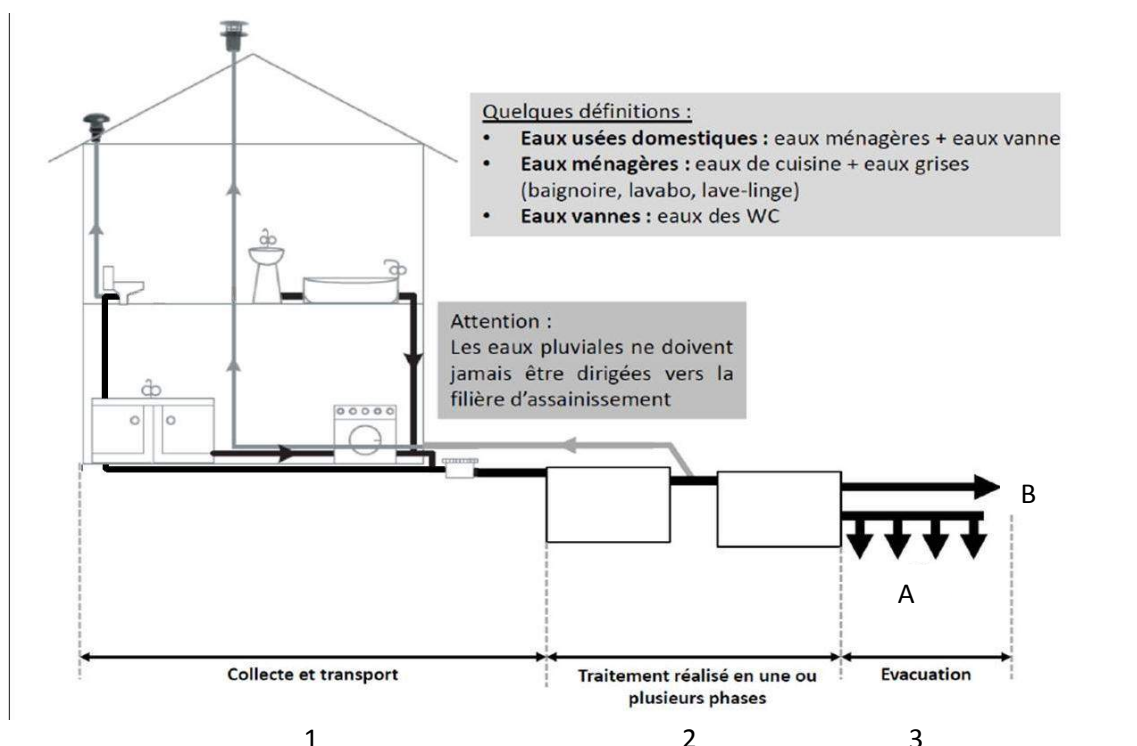 Quelques définitions :
• Eaux usées domestiques : eaux ménagères + eaux vanne
• Eaux ménagères : eaux de cuisine + eaux grises
(baignoire, lavabo, lave-linge)
• Eaux vannes : eaux des WC
Attention :
Les eaux pluviales ne doivent
jamais être dirigées vers la
filière d'assainissement
B
A
Collecte et transport
Traitement réalisé en une ou
plusieurs phases
Evacuation
1
2
3